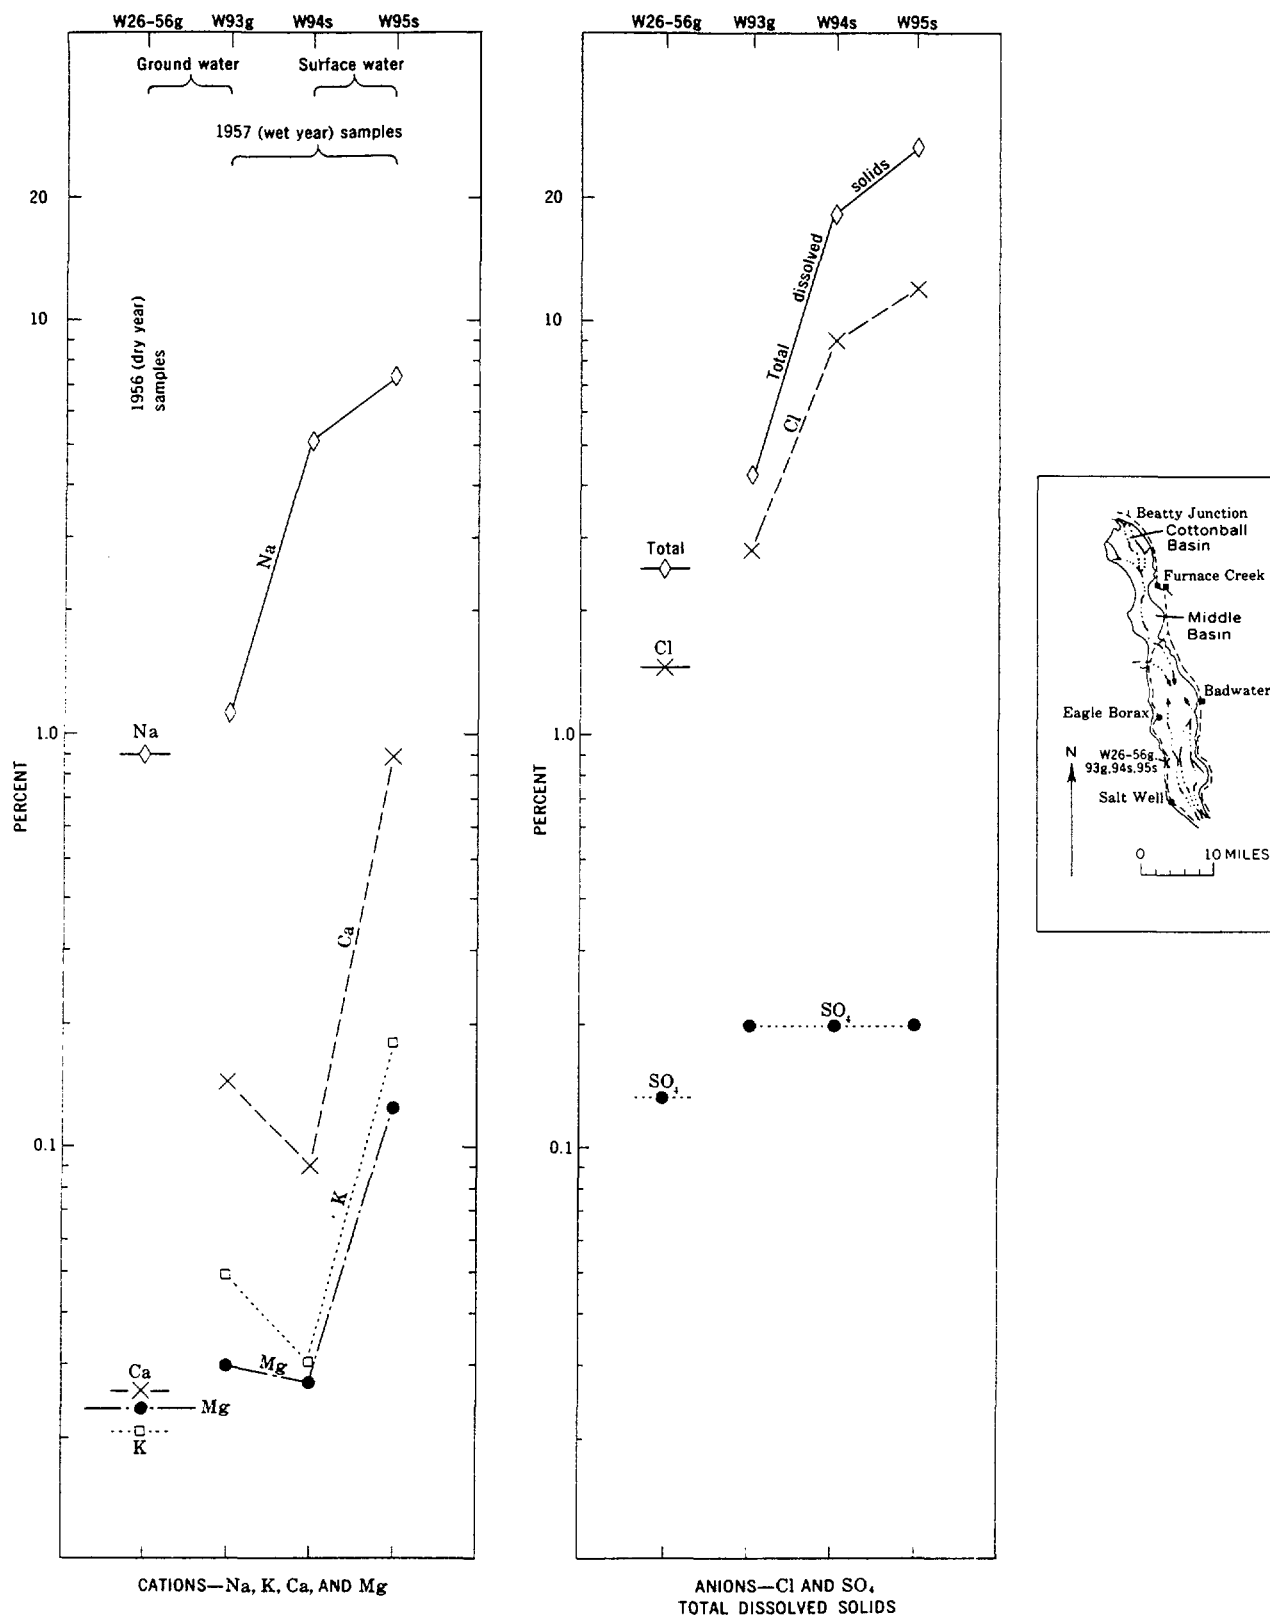 W26-56g W93g W94s W95s
Ground water Surface water
1957 (wet year) samples
20
10
1956 (dry year)
samples
Na
Na
1.0
PERCENT
Ca
K
0.1
Mg
Ca
Mg
K
CATIONS—Na, K, Ca, AND Mg
W26-56g W93g W94s W95s
20
10
Total dissolved solids
Cl
Total
Cl
1.0
PERCENT
SO₄
SO₄
0.1
ANIONS—Cl AND SO₄
TOTAL DISSOLVED SOLIDS
Beatty Junction
Cottonball
Basin
Furnace Creek
Middle
Basin
Badwater
Eagle Borax
N
W26-56g,
93g,94s,95s
Salt Well
0 10 MILES